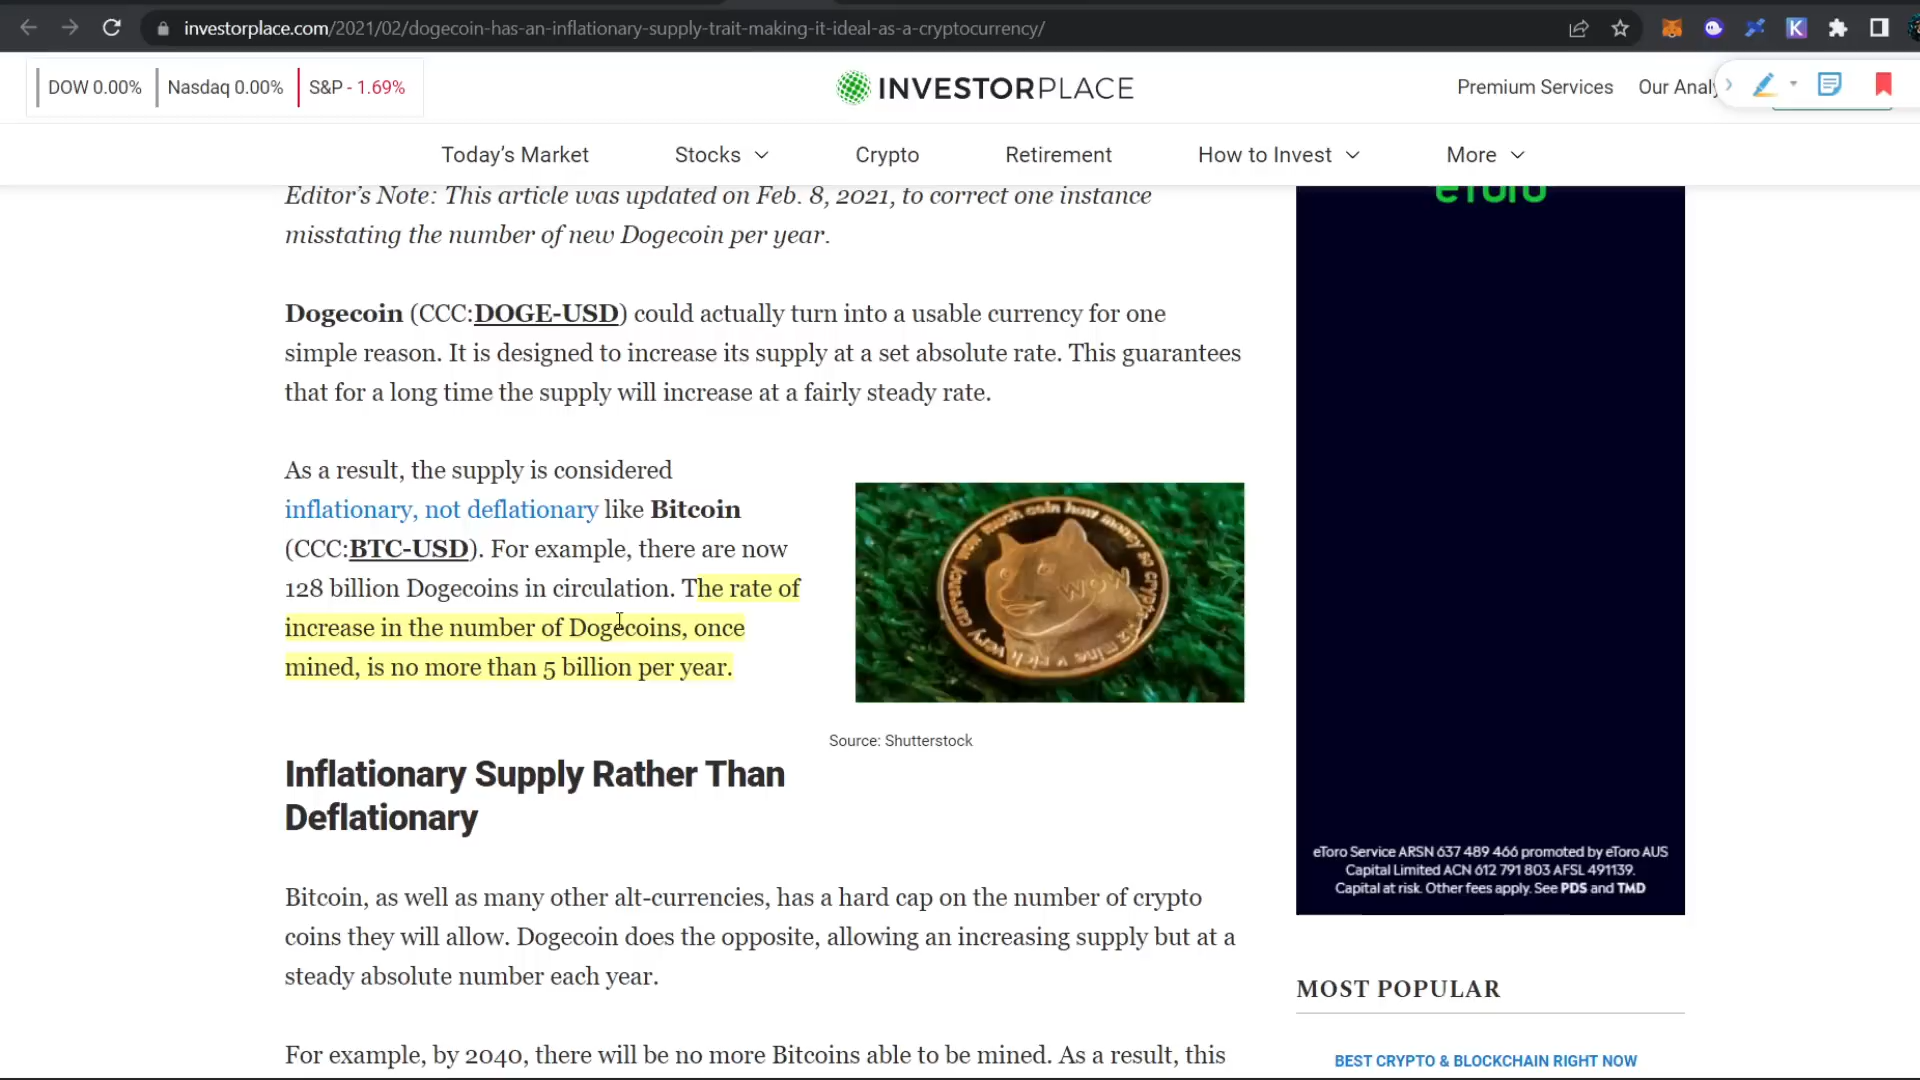 investorplace.com/2021/02/dogecoin-has-an-inflationary-supply-trait-making-it-ideal-as-a-cryptocurrency/
DOW 0.00%
Nasdaq 0.00%
S&P - 1.69%
INVESTORPLACE
Premium Services
Our Analy
Today's Market
Stocks
Crypto
Retirement
How to Invest
More
Editor's Note: This article was updated on Feb. 8, 2021, to correct one instance
misstating the number of new Dogecoin per year.
Dogecoin (CCC:DOGE-USD) could actually turn into a usable currency for one
simple reason. It is designed to increase its supply at a set absolute rate. This guarantees
that for a long time the supply will increase at a fairly steady rate.
As a result, the supply is considered
inflationary, not deflationary like Bitcoin
(CCC:BTC-USD). For example, there are now
128 billion Dogecoins in circulation. The rate of
increase in the number of Dogecoins, once
mined, is no more than 5 billion per year.
WOW
Source: Shutterstock
Inflationary Supply Rather Than
Deflationary
Bitcoin, as well as many other alt-currencies, has a hard cap on the number of crypto
coins they will allow. Dogecoin does the opposite, allowing an increasing supply but at a
steady absolute number each year.
For example, by 2040, there will be no more Bitcoins able to be mined. As a result, this
eToro
eToro Service ARSN 637 489 466 promoted by eToro AUS
Capital Limited ACN 612 791 803 AFSL 491139.
Capital at risk. Other fees apply. See PDS and TMD
MOST POPULAR
BEST CRYPTO & BLOCKCHAIN RIGHT NOW